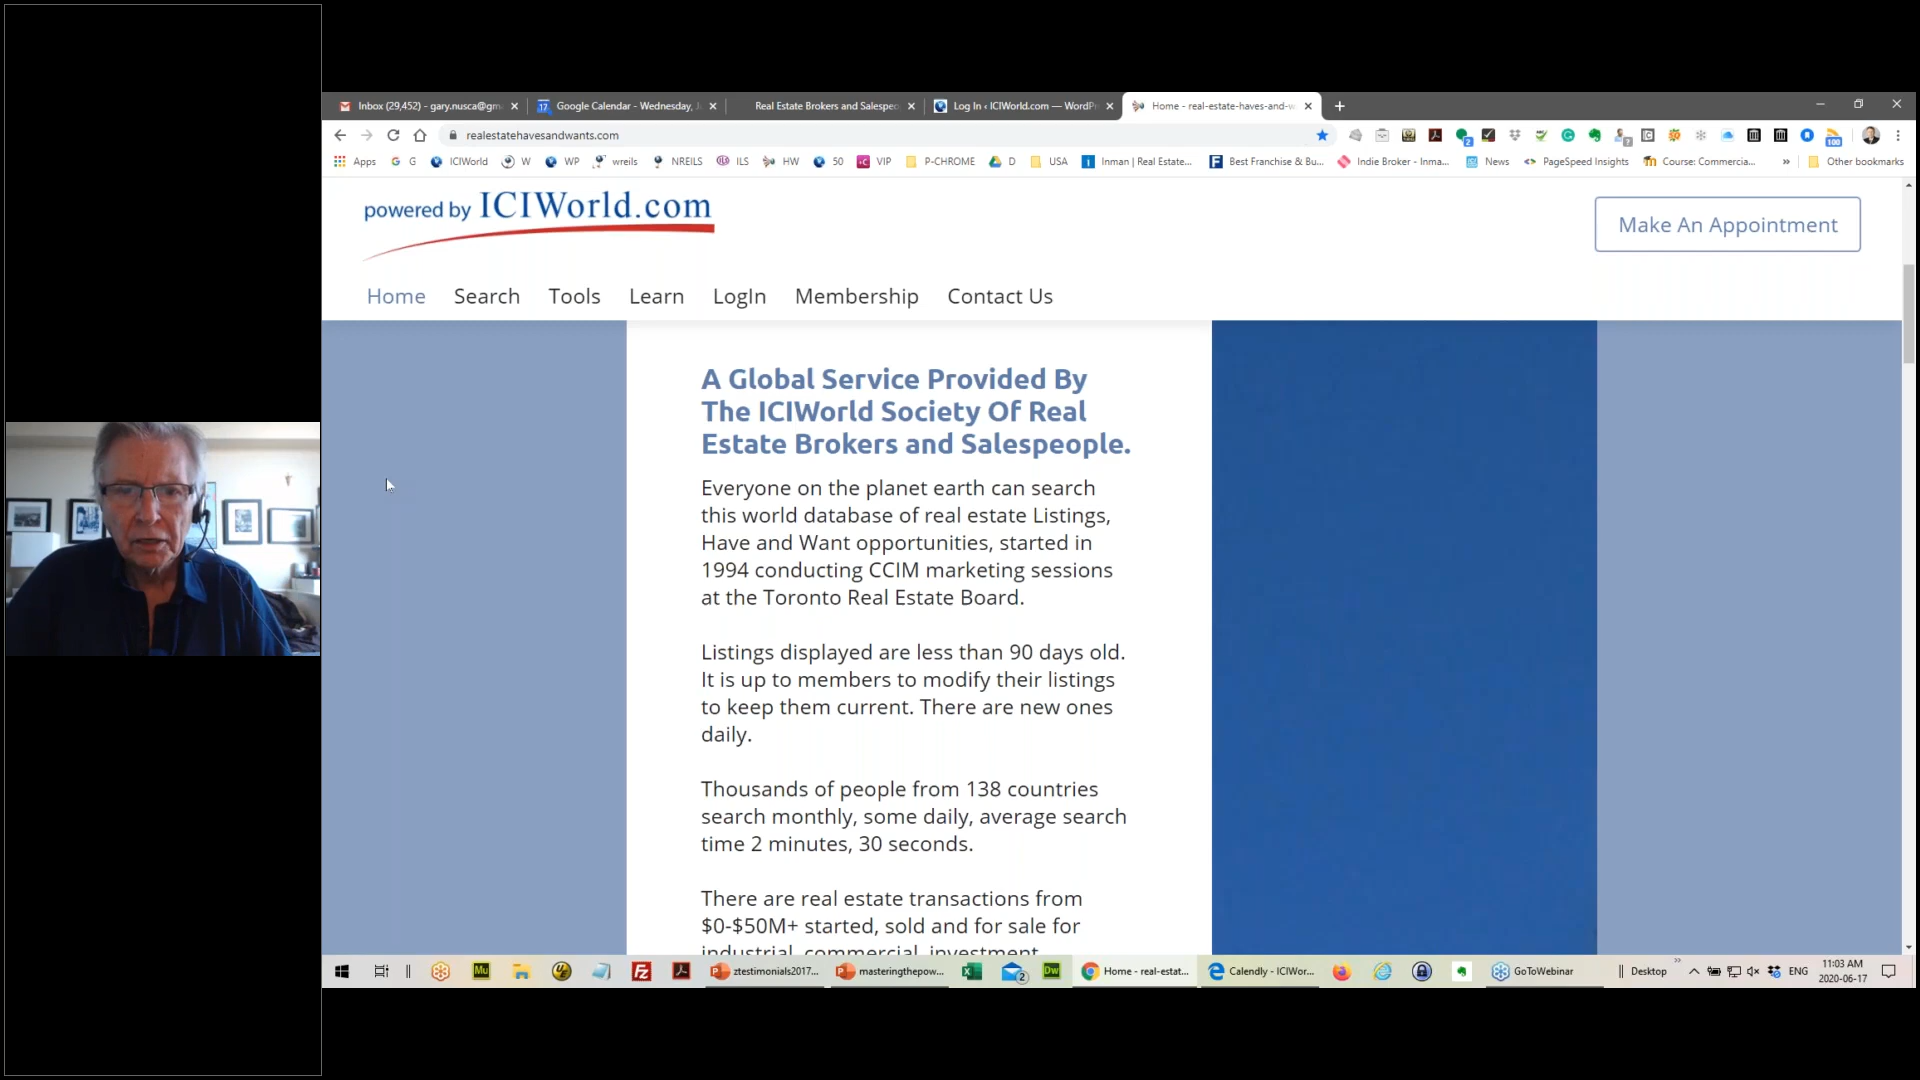 Inbox (29,452) - gary.nusca@gm
Google Calendar - Wednesday, J
Real Estate Brokers and Salespeo
Log In ‹ ICIWorld.com — WordPr
Home - real-estate-haves-and-w
realestatehavesandwants.com
Apps
G
ICIWorld
W
WP
wreils
NREILS
ILS
HW
50
VIP
P-CHROME
D
USA
Inman | Real Estate...
Best Franchise & Bu...
Indie Broker - Inma...
News
PageSpeed Insights
Course: Commercia...
Other bookmarks
powered by ICIWorld.com
Make An Appointment
Home
Search
Tools
Learn
LogIn
Membership
Contact Us
A Global Service Provided By
The ICIWorld Society Of Real
Estate Brokers and Salespeople.
Everyone on the planet earth can search
this world database of real estate Listings,
Have and Want opportunities, started in
1994 conducting CCIM marketing sessions
at the Toronto Real Estate Board.
Listings displayed are less than 90 days old.
It is up to members to modify their listings
to keep them current. There are new ones
daily.
Thousands of people from 138 countries
search monthly, some daily, average search
time 2 minutes, 30 seconds.
There are real estate transactions from
$0-$50M+ started, sold and for sale for
industrial, commercial, investment
ztestimonials2017...
masteringthepow...
Home - real-estat...
Calendly - ICIWor...
GoToWebinar
Desktop
ENG
11:03 AM
2020-06-17